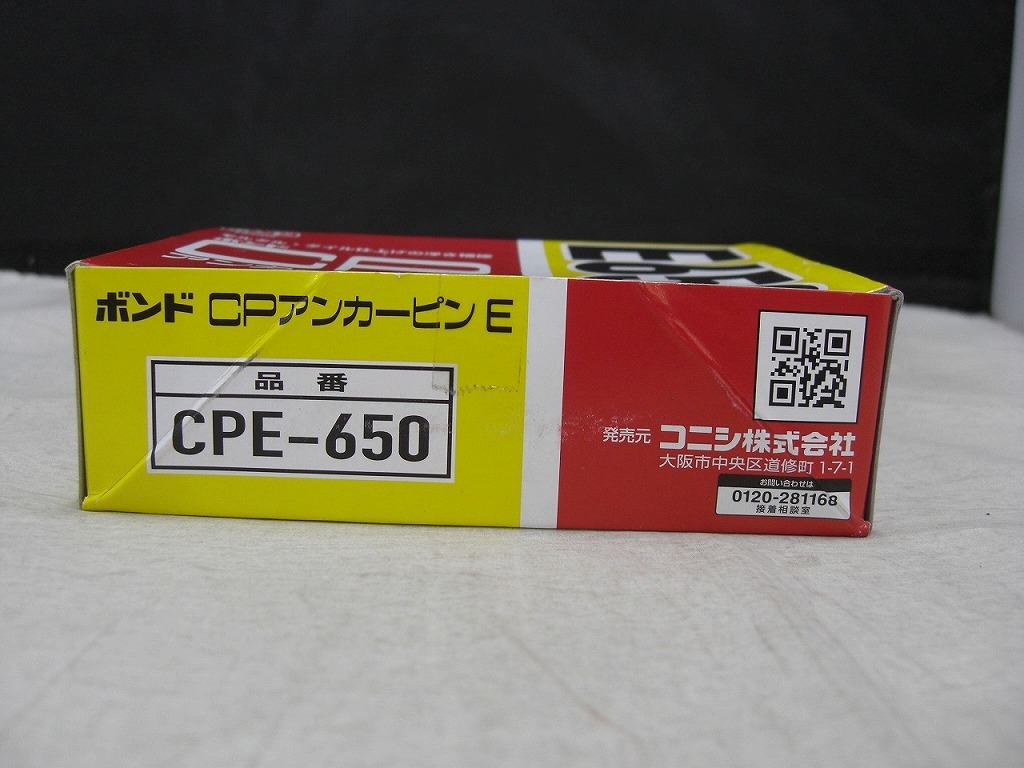 ボンド CPアンカーピンE
品番
CPE-650
発売元 コニシ株式会社
大阪市中央区道修町1-7-1
お問い合わせは
0120-281168
接着相談室